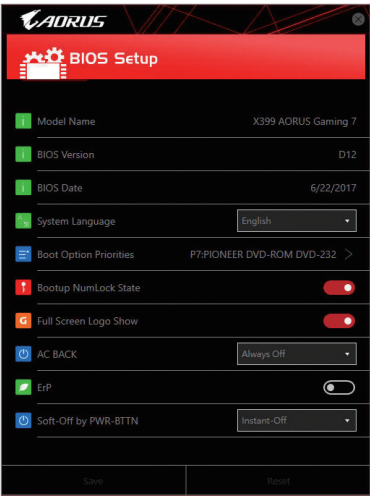 AORUS
BIOS Setup
Model Name X399 AORUS Gaming 7
BIOS Version D12
BIOS Date 6/22/2017
System Language English
Boot Option Priorities P7:PIONEER DVD-ROM DVD-232 >
Bootup NumLock State
G Full Screen Logo Show
AC BACK Always Off
ErP
Soft-Off by PWR-BTTN Instant-Off
Save Reset